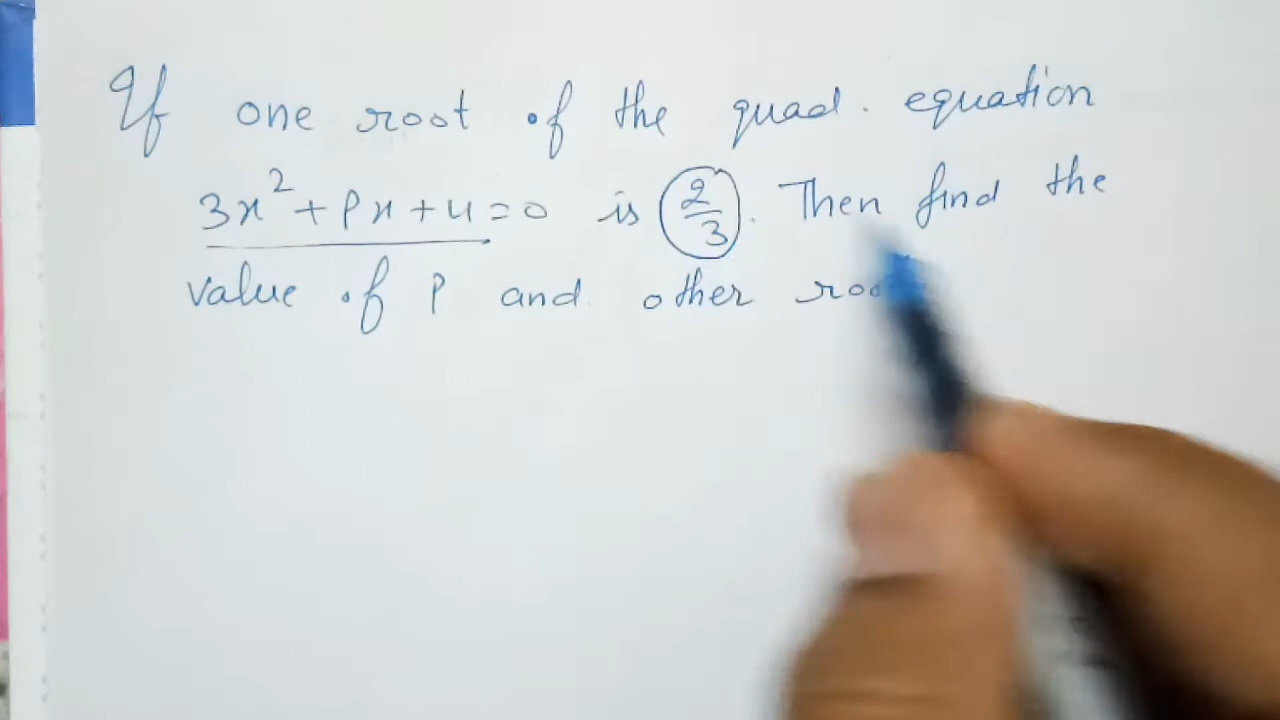 If one root of the quad. equation
3x² + px + 4 = 0 is 2/3. Then find the
value of P and other